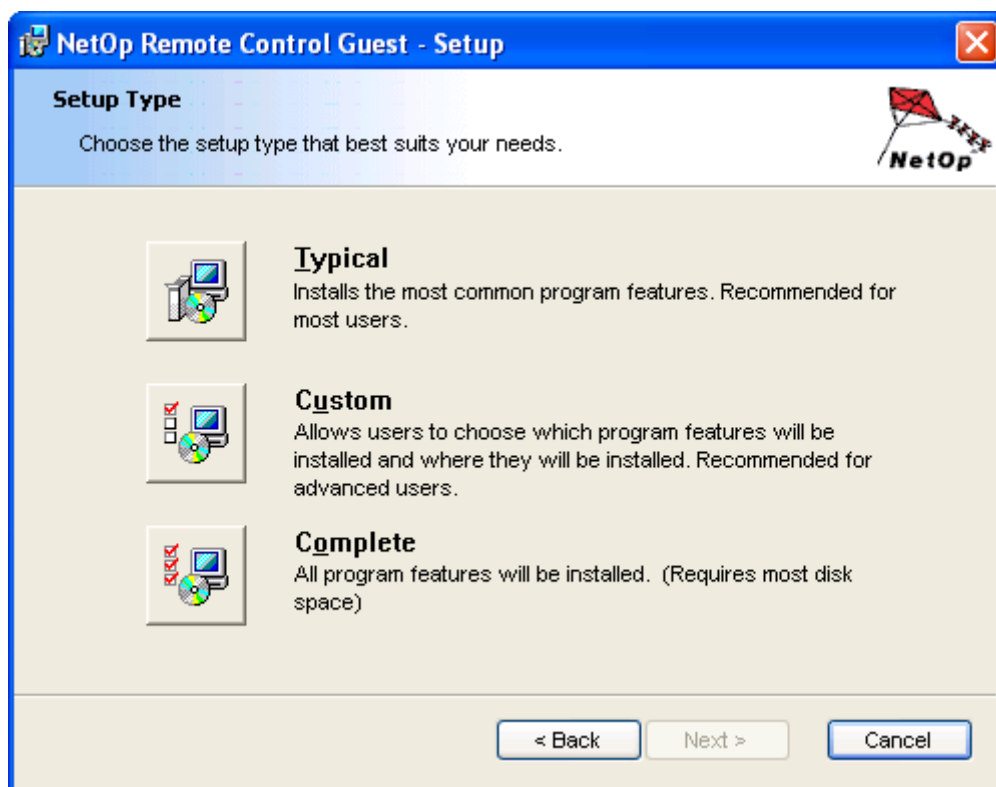 NetOp Remote Control Guest - Setup
Setup Type
Choose the setup type that best suits your needs.
NetOp
Typical
Installs the most common program features. Recommended for
most users.
Custom
Allows users to choose which program features will be
installed and where they will be installed. Recommended for
advanced users.
Complete
All program features will be installed.  (Requires most disk
space)
< Back
Next >
Cancel